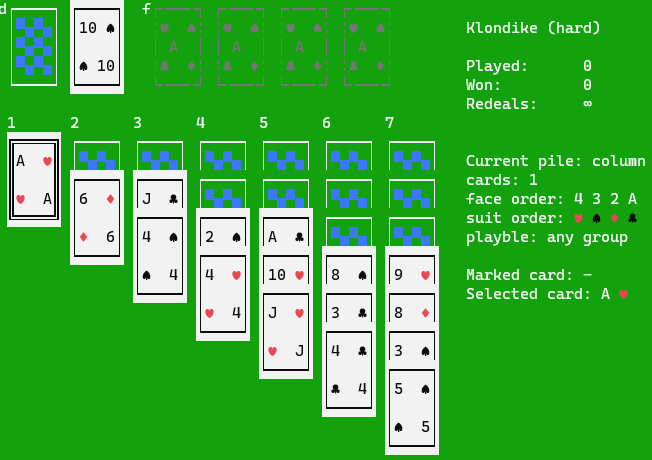 d 10 ♠ f ♥ ♠ ♥ ♠ ♥ ♠ ♥ ♠ Klondike (hard)
A A A A
♠ 10 ♣ ♦ ♣ ♦ ♣ ♦ ♣ ♦ Played: 0
Won: 0
Redeals: ∞
1 2 3 4 5 6 7
A ♥ Current pile: column
cards: 1
♥ A 6 ♦ J ♣ face order: 4 3 2 A
suit order: ♥ ♠ ♦ ♣
♦ 6 4 ♠ 2 ♠ A ♣ playble: any group
♠ 4 4 ♥ 10 ♥ 8 ♠ 9 ♥ Marked card: −
Selected card: A ♥
♥ 4 J ♥ 3 ♣ 8 ♦
♥ J 4 ♣ 3 ♠
♣ 4 5 ♠
♠ 5